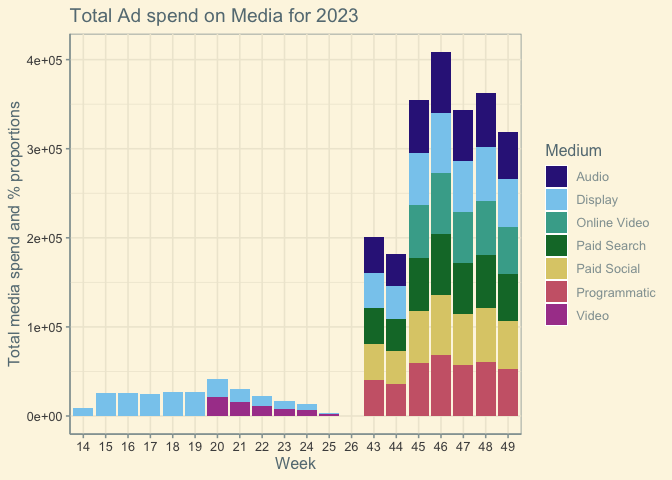 Total Ad spend on Media for 2023
Total media spend and % proportions
4e+05
3e+05
2e+05
1e+05
0e+00
14 15 16 17 18 19 20 21 22 23 24 25 26 43 44 45 46 47 48 49
Week
Medium
Audio
Display
Online Video
Paid Search
Paid Social
Programmatic
Video